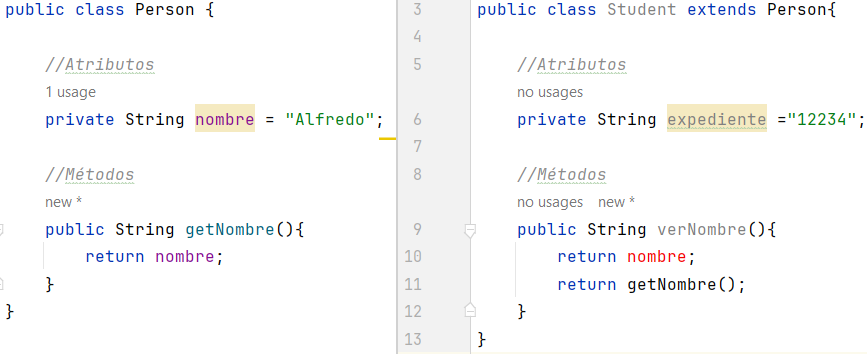 public class Person {
//Atributos
1 usage
private String nombre = "Alfredo";
//Métodos
new *
public String getNombre(){
return nombre;
}
}
3 public class Student extends Person{
4
5 //Atributos
no usages
6 private String expediente ="12234";
7
8 //Métodos
no usages new *
9 public String verNombre(){
10 return nombre;
11 return getNombre();
12 }
13 }